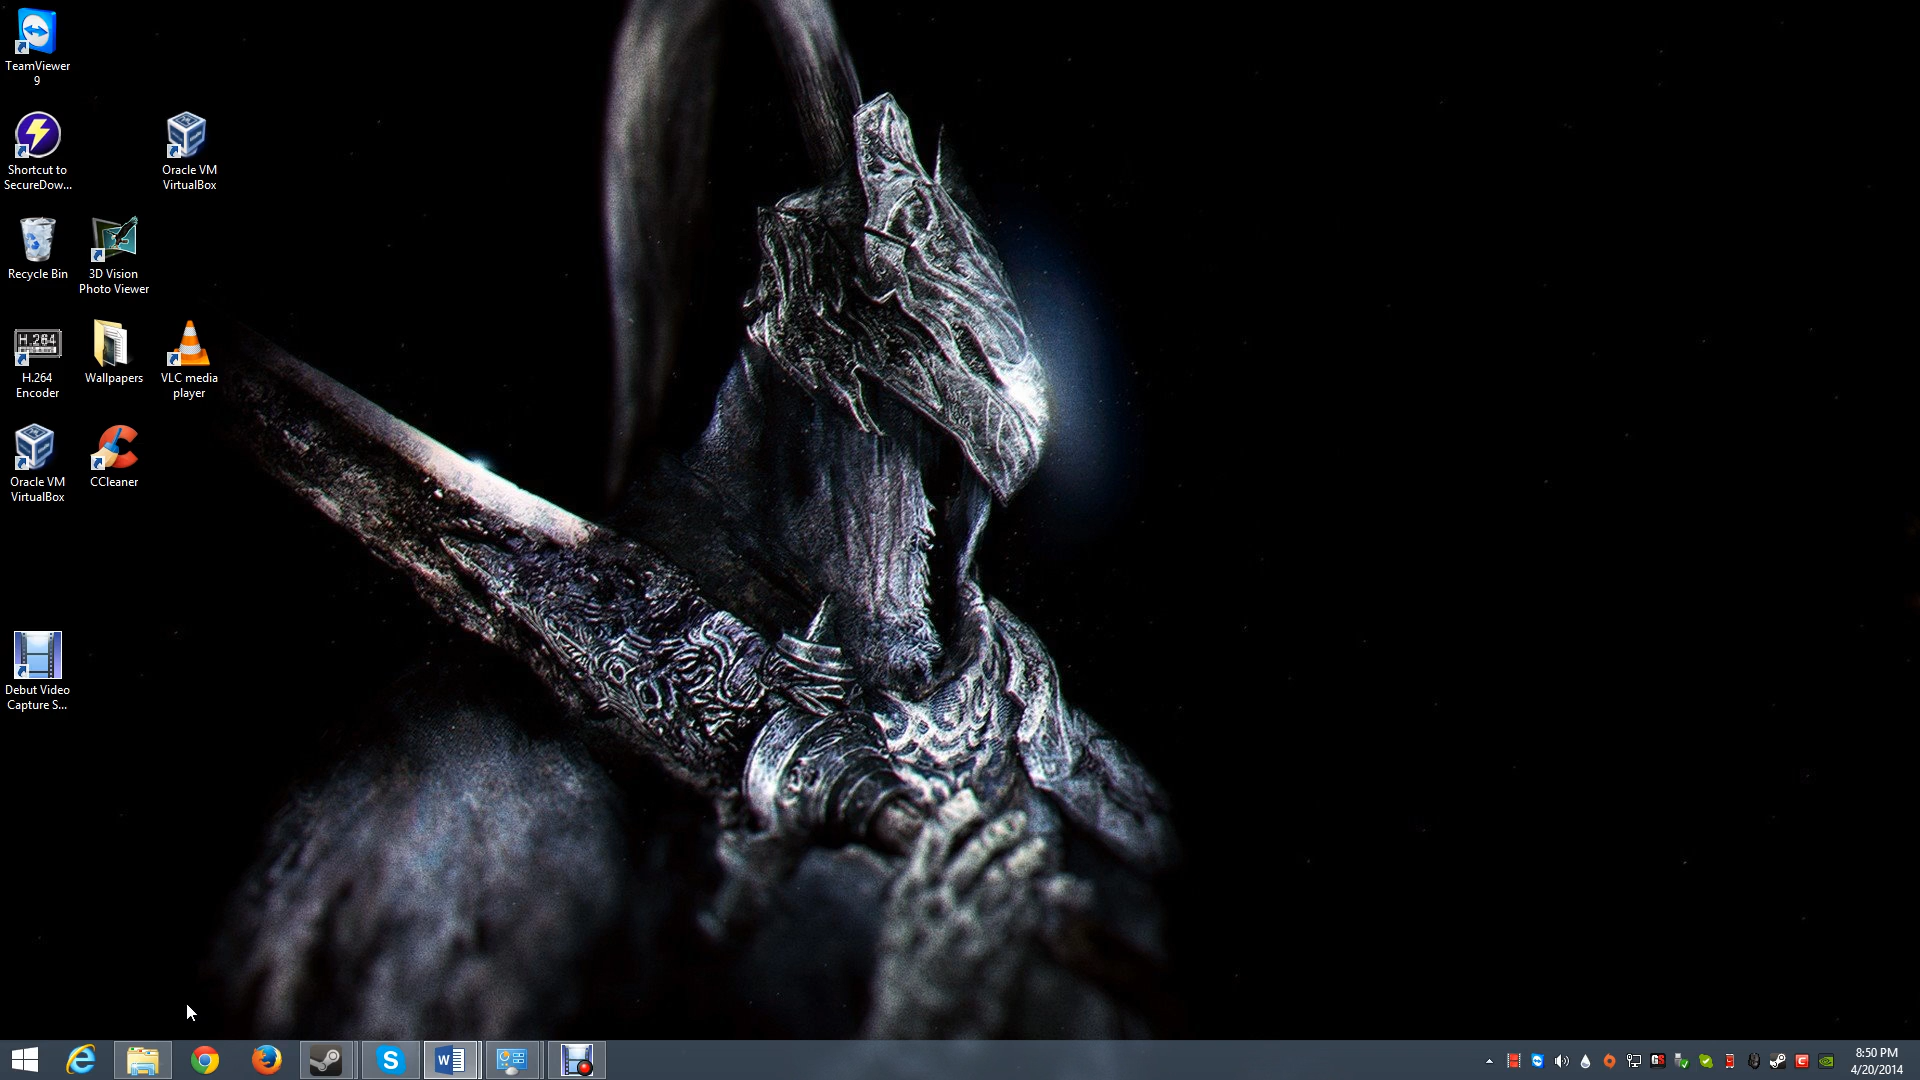 TeamViewer
9
Shortcut to
SecureDow...
Oracle VM
VirtualBox
Recycle Bin
3D Vision
Photo Viewer
H.264
H.264
Encoder
Wallpapers
VLC media
player
Oracle VM
VirtualBox
CCleaner
Debut Video
Capture S...
8:50 PM
4/20/2014